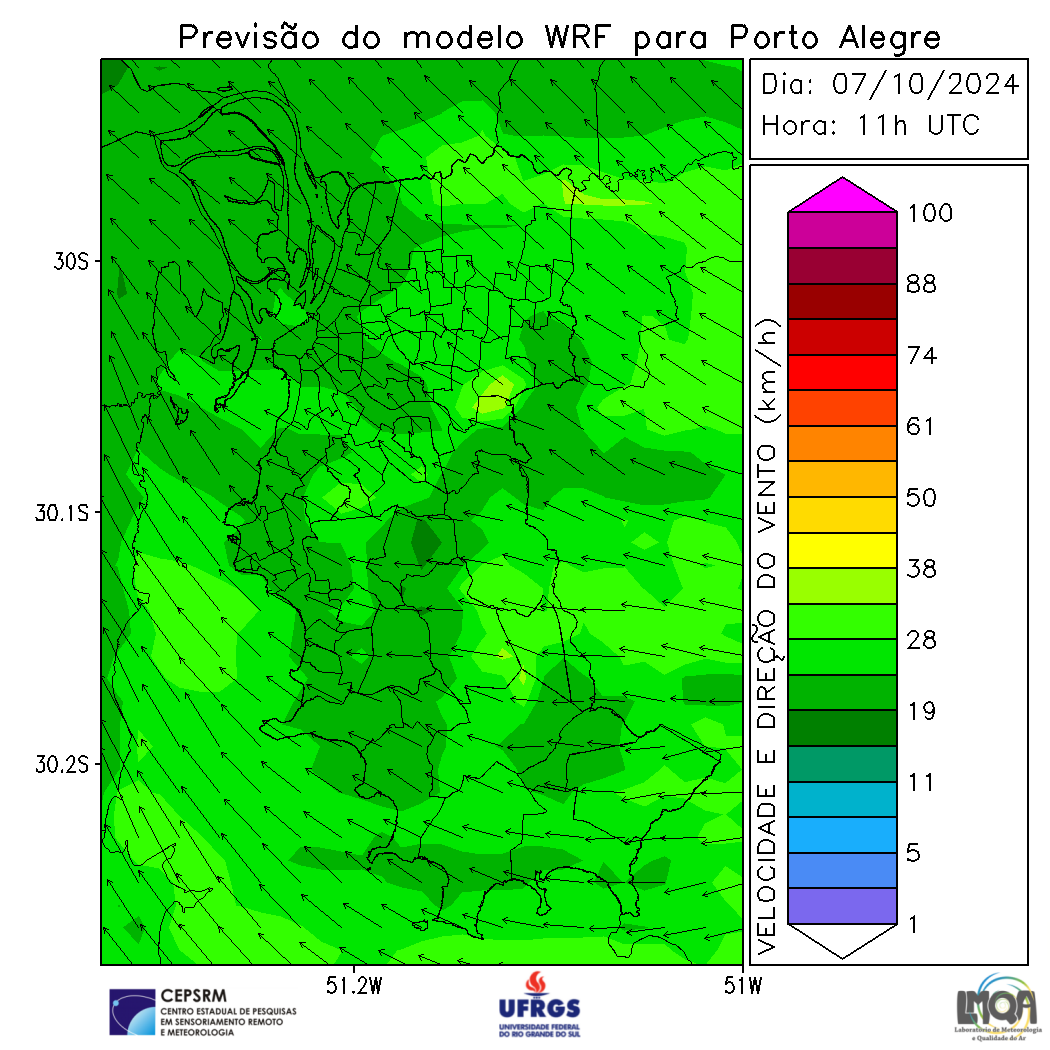 Previsão do modelo WRF para Porto Alegre
Dia: 07/10/2024
Hora: 11h UTC
30S
30.1S
30.2S
51.2W
51W
VELOCIDADE E DIREÇÃO DO VENTO (km/h)
100
88
74
61
50
38
28
19
11
5
1
CEPSRM
CENTRO ESTADUAL DE PESQUISAS
EM SENSORIAMENTO REMOTO
E METEOROLOGIA
UFRGS
UNIVERSIDADE FEDERAL
DO RIO GRANDE DO SUL
LMQA
Laboratório de Meteorologia
e Qualidade do Ar